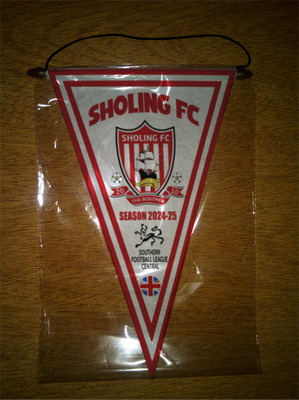 SHOLING FC
SHOLING FC
20 10
THE BOATMEN
SEASON 2024-25
SOUTHERN
FOOTBALL LEAGUE
CENTRAL